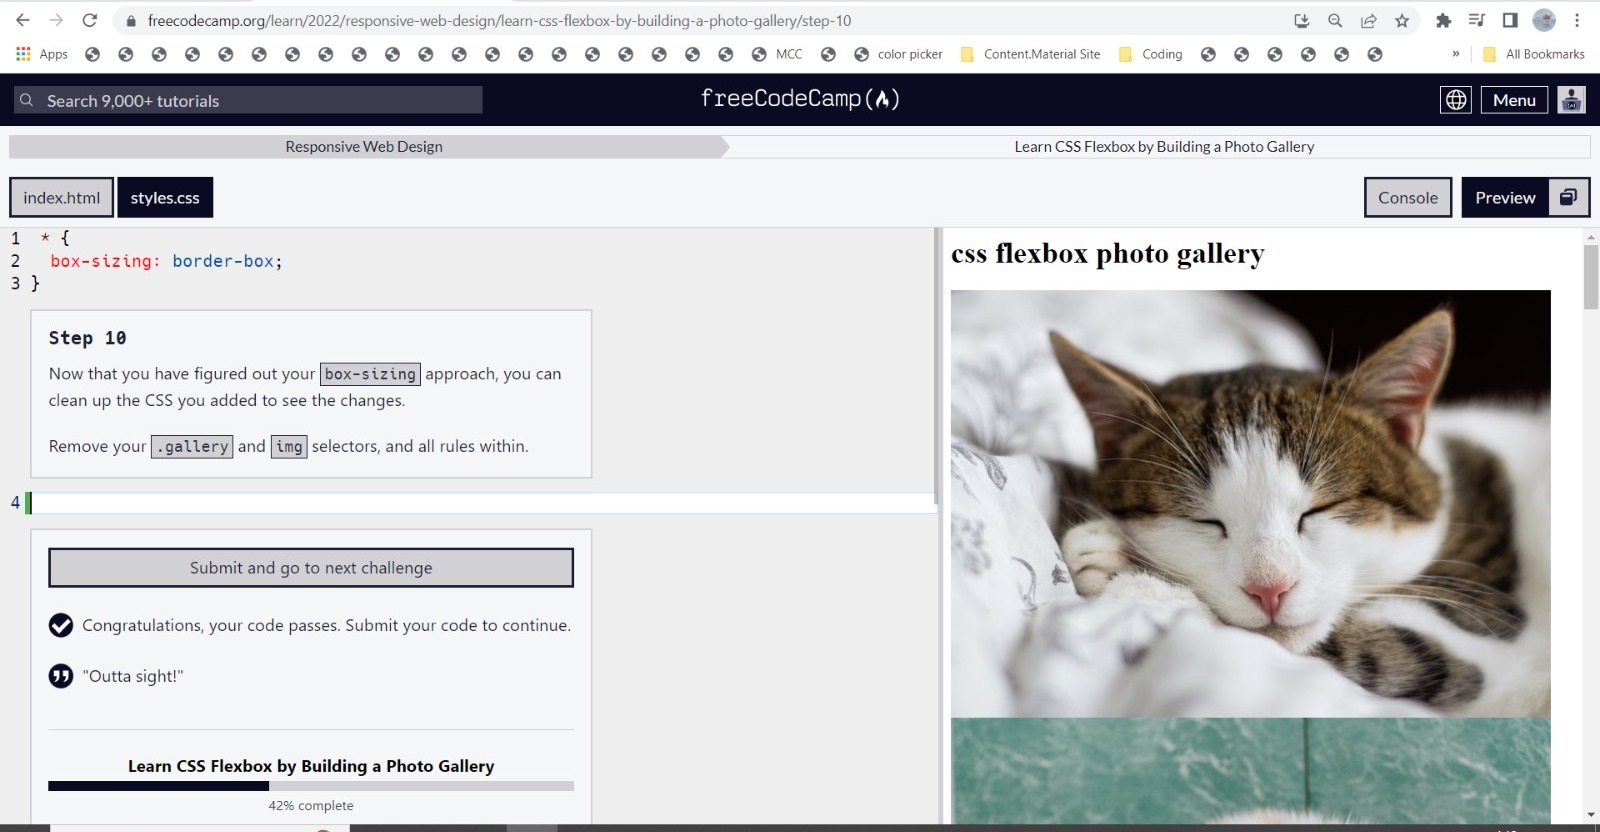 freecodecamp.org/learn/2022/responsive-web-design/learn-css-flexbox-by-building-a-photo-gallery/step-10
Apps MCC color picker Content.Material Site Coding » All Bookmarks
Search 9,000+ tutorials freeCodeCamp Menu
Responsive Web Design Learn CSS Flexbox by Building a Photo Gallery
index.html styles.css Console Preview
1 * {
2 box-sizing: border-box;
3 }
css flexbox photo gallery
Step 10
Now that you have figured out your box-sizing approach, you can
clean up the CSS you added to see the changes.
Remove your .gallery and img selectors, and all rules within.
4
Submit and go to next challenge
Congratulations, your code passes. Submit your code to continue.
"Outta sight!"
Learn CSS Flexbox by Building a Photo Gallery
42% complete